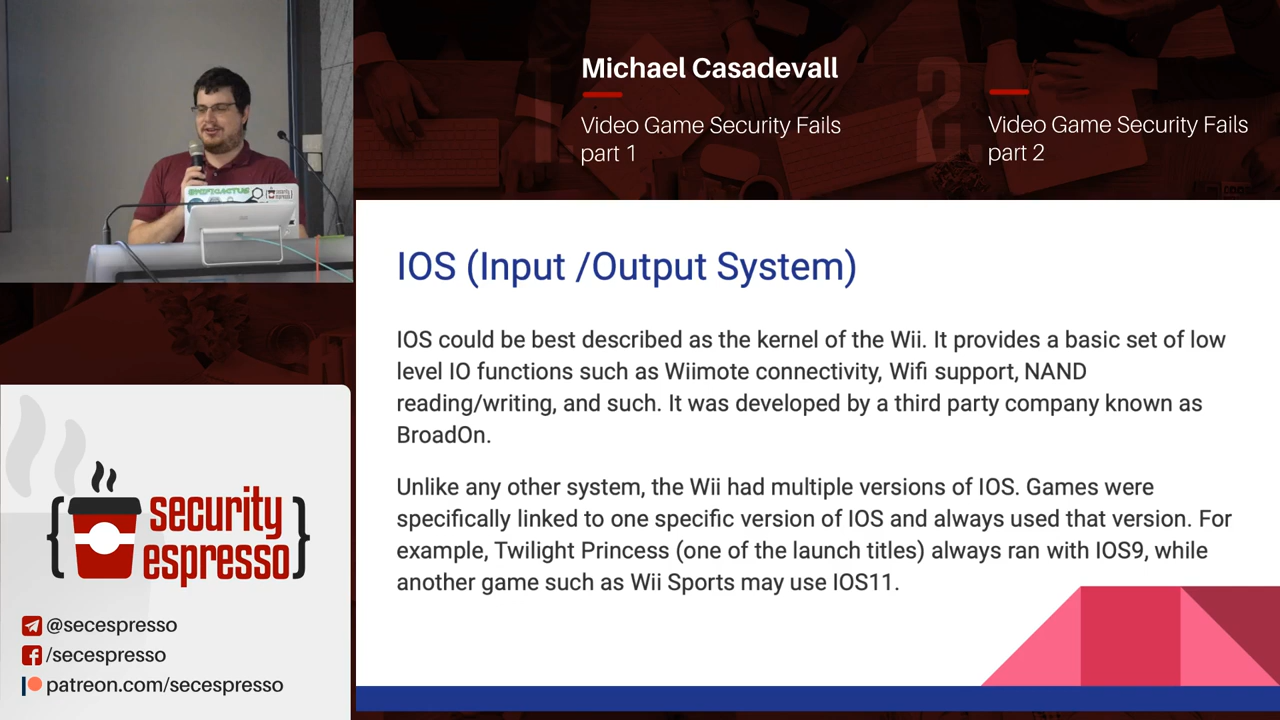 Michael Casadevall
Video Game Security Fails
part 1
Video Game Security Fails
part 2
IOS (Input /Output System)
IOS could be best described as the kernel of the Wii. It provides a basic set of low
level IO functions such as Wiimote connectivity, Wifi support, NAND
reading/writing, and such. It was developed by a third party company known as
BroadOn.
Unlike any other system, the Wii had multiple versions of IOS. Games were
specifically linked to one specific version of IOS and always used that version. For
example, Twilight Princess (one of the launch titles) always ran with IOS9, while
another game such as Wii Sports may use IOS11.
{security
espresso}
@secespresso
/secespresso
patreon.com/secespresso
1.
2.